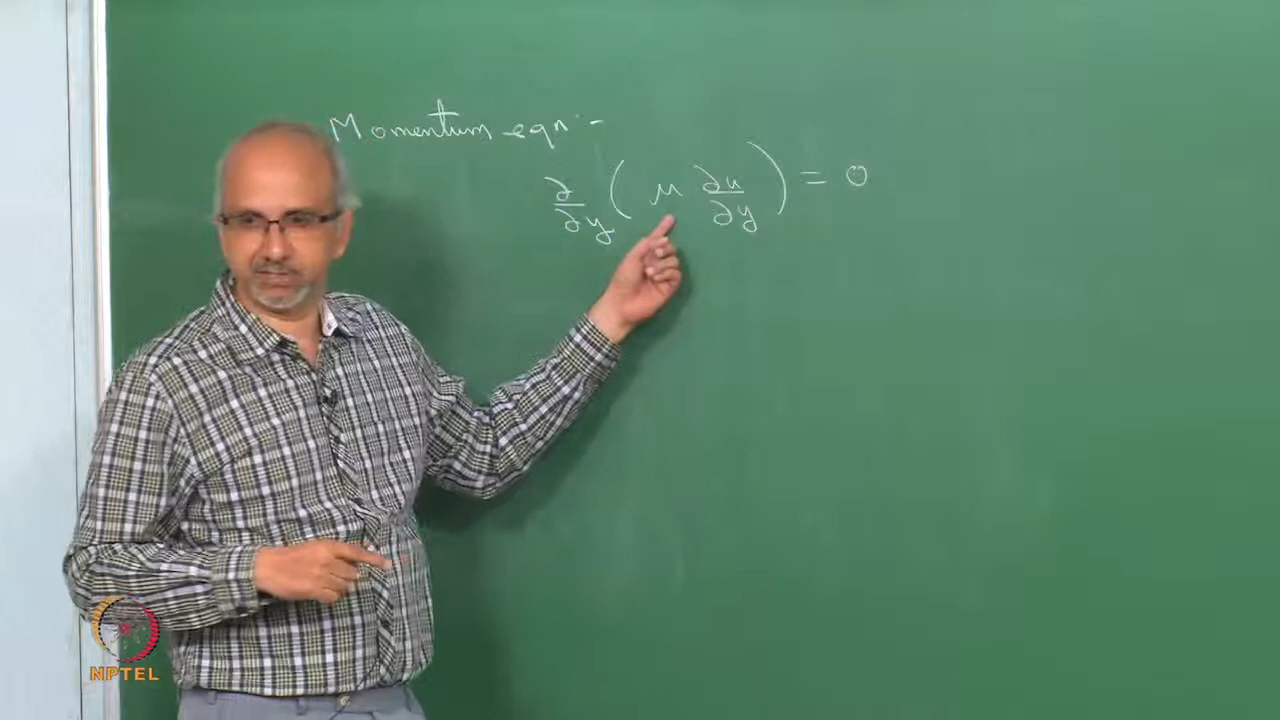 Momentum eqn :-
∂/∂y ( μ ∂u/∂y ) = 0
NPTEL